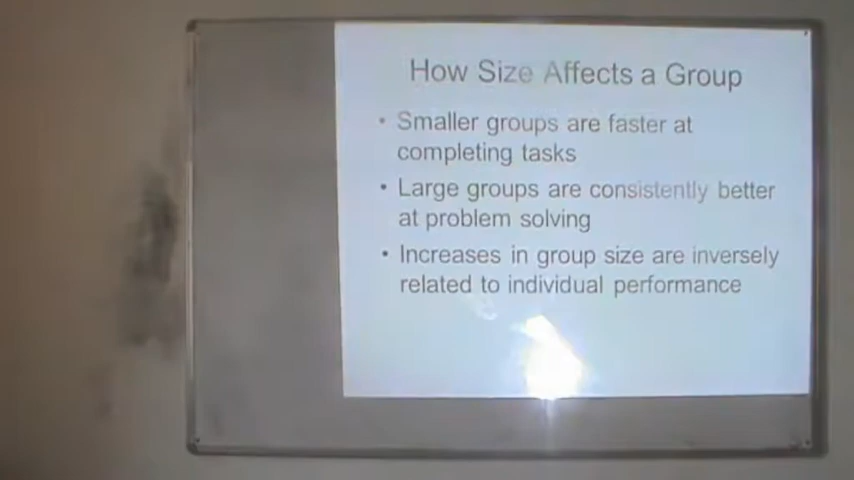 How Size Affects a Group
• Smaller groups are faster at
completing tasks
• Large groups are consistently better
at problem solving
• Increases in group size are inversely
related to individual performance